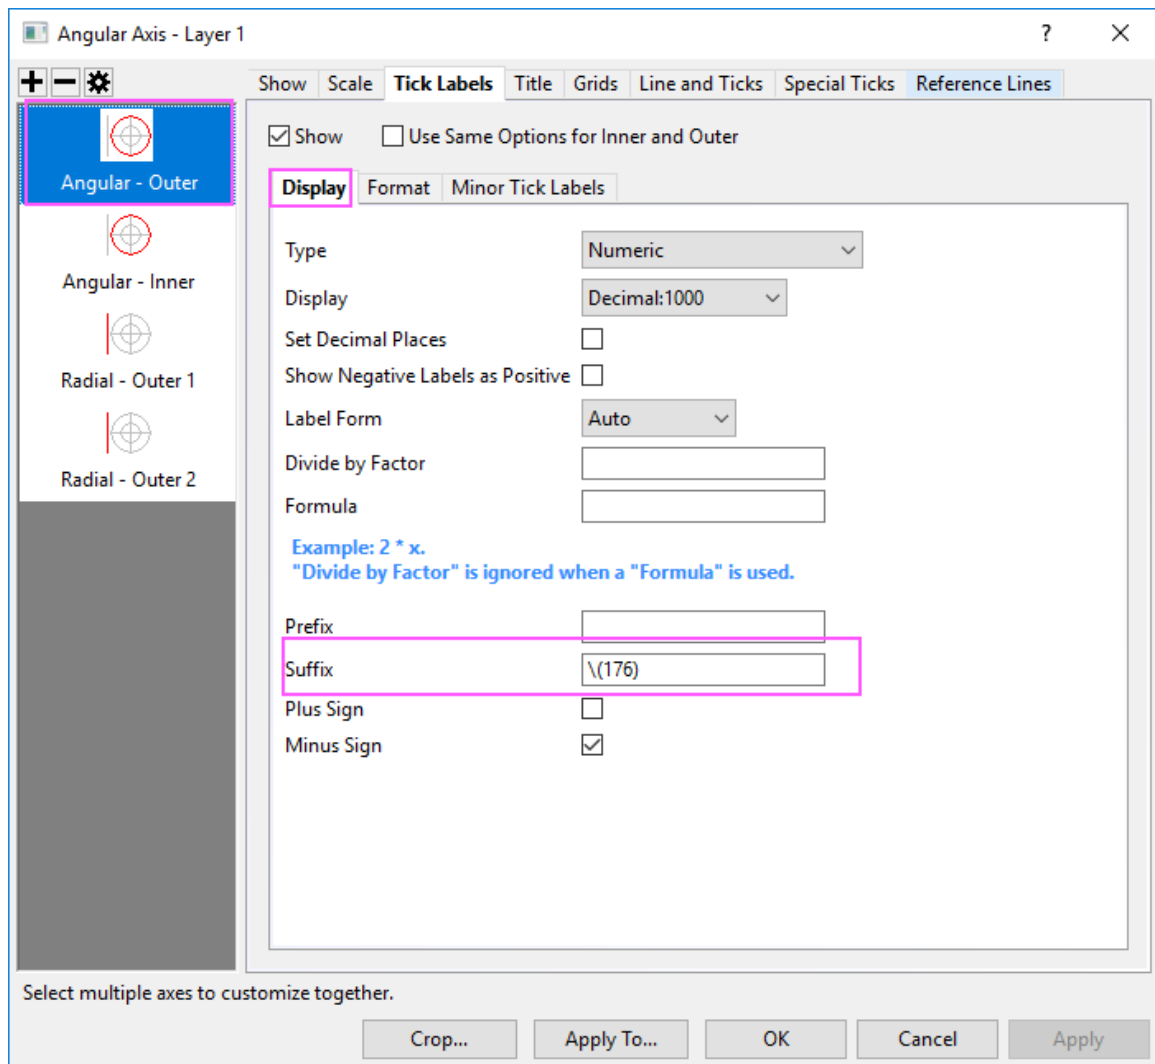 Angular Axis - Layer 1
?
Show Scale Tick Labels Title Grids Line and Ticks Special Ticks Reference Lines
Angular - Outer
Angular - Inner
Radial - Outer 1
Radial - Outer 2
Show Use Same Options for Inner and Outer
Display Format Minor Tick Labels
Type Numeric
Display Decimal:1000
Set Decimal Places
Show Negative Labels as Positive
Label Form Auto
Divide by Factor
Formula
Example: 2 * x.
"Divide by Factor" is ignored when a "Formula" is used.
Prefix
Suffix \(176)
Plus Sign
Minus Sign
Select multiple axes to customize together.
Crop... Apply To... OK Cancel Apply